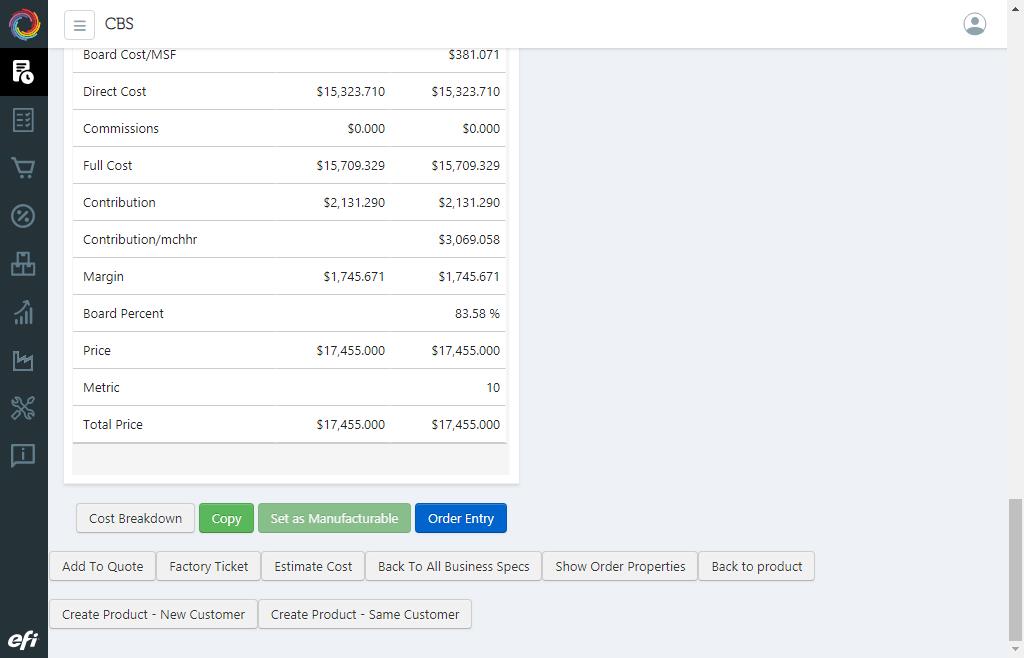 CBS
Board Cost/MSF $381.071
Direct Cost $15,323.710 $15,323.710
Commissions $0.000 $0.000
Full Cost $15,709.329 $15,709.329
Contribution $2,131.290 $2,131.290
Contribution/mchhr $3,069.058
Margin $1,745.671 $1,745.671
Board Percent 83.58 %
Price $17,455.000 $17,455.000
Metric 10
Total Price $17,455.000 $17,455.000
Cost Breakdown Copy Set as Manufacturable Order Entry
Add To Quote Factory Ticket Estimate Cost Back To All Business Specs Show Order Properties Back to product
Create Product - New Customer Create Product - Same Customer
efi